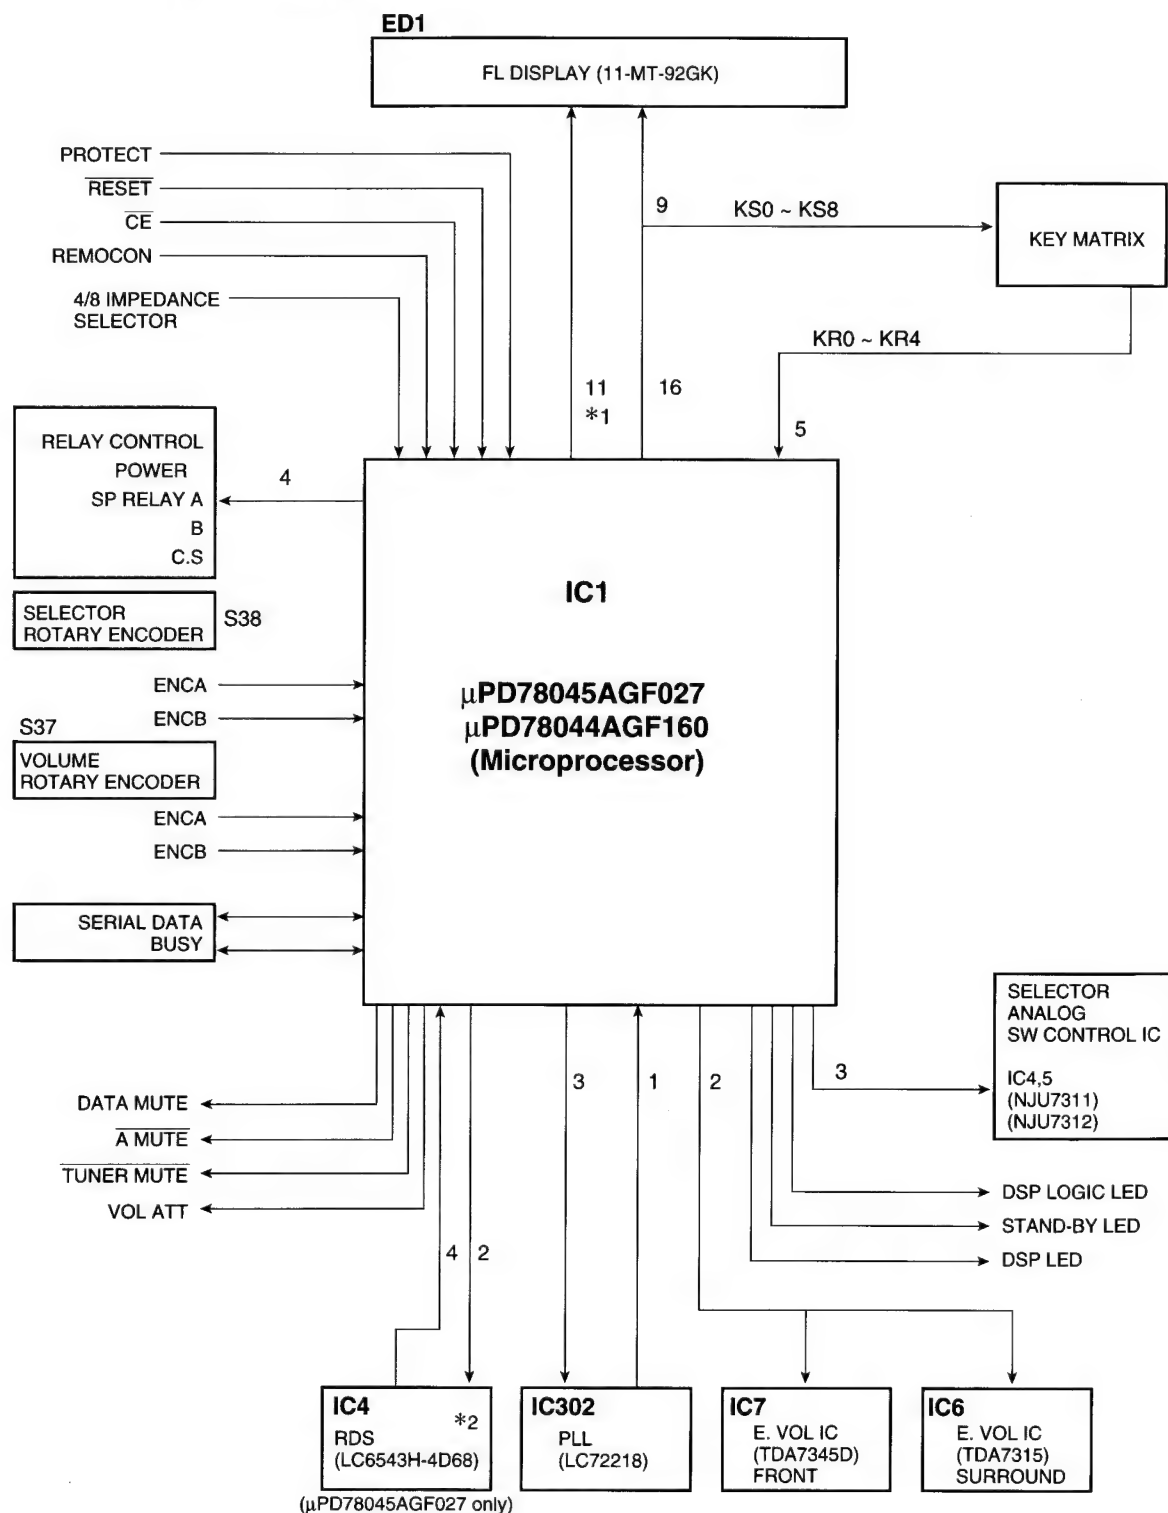 ED1
FL DISPLAY (11-MT-92GK)
PROTECT
RESET
CE
REMOCON
4/8 IMPEDANCE
SELECTOR
9
KS0 ~ KS8
KEY MATRIX
KR0 ~ KR4
11
*1
16
5
RELAY CONTROL
POWER
SP RELAY A
B
C.S
4
SELECTOR
ROTARY ENCODER
S38
ENCA
ENCB
S37
VOLUME
ROTARY ENCODER
ENCA
ENCB
SERIAL DATA
BUSY
IC1
µPD78045AGF027
µPD78044AGF160
(Microprocessor)
SELECTOR
ANALOG
SW CONTROL IC
IC4,5
(NJU7311)
(NJU7312)
DATA MUTE
A MUTE
TUNER MUTE
VOL ATT
4
2
3
1
2
3
DSP LOGIC LED
STAND-BY LED
DSP LED
IC4
*2
RDS
(LC6543H-4D68)
(µPD78045AGF027 only)
IC302
PLL
(LC72218)
IC7
E. VOL IC
(TDA7345D)
FRONT
IC6
E. VOL IC
(TDA7315)
SURROUND